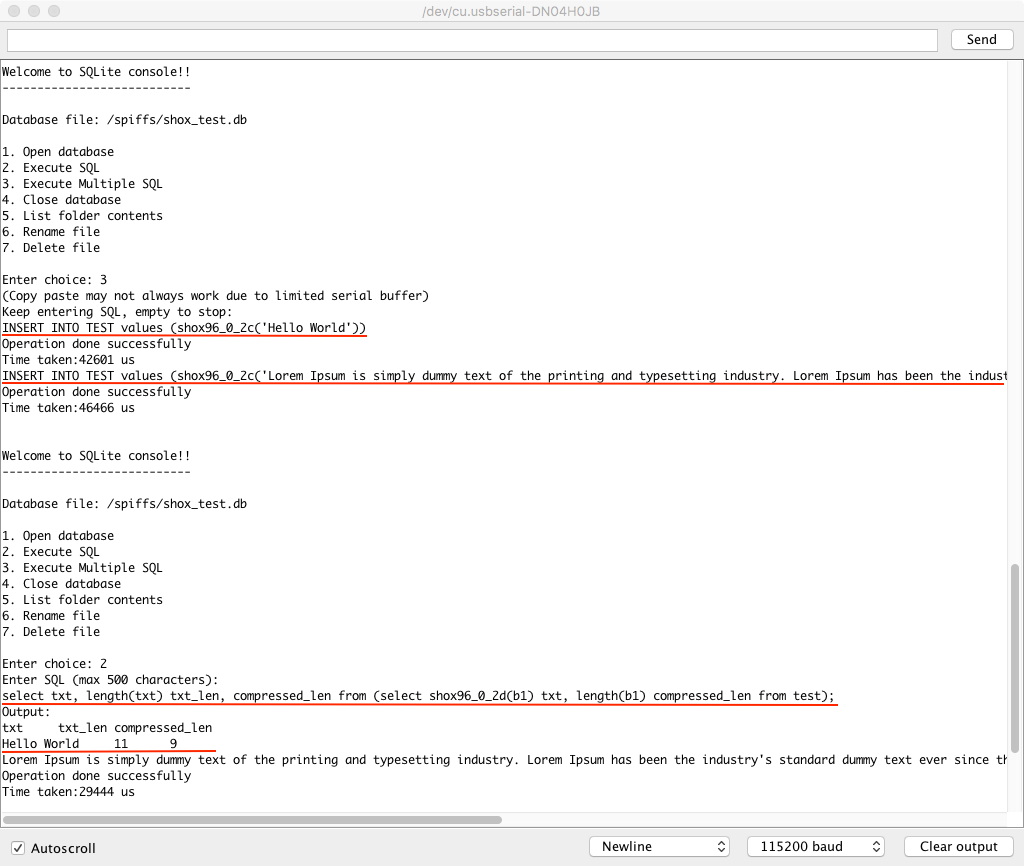 /dev/cu.usbserial-DN04H0JB
Send
Welcome to SQLite console!!
---------------------------
Database file: /spiffs/shox_test.db
1. Open database
2. Execute SQL
3. Execute Multiple SQL
4. Close database
5. List folder contents
6. Rename file
7. Delete file
Enter choice: 3
(Copy paste may not always work due to limited serial buffer)
Keep entering SQL, empty to stop:
INSERT INTO TEST values (shox96_0_2c('Hello World'))
Operation done successfully
Time taken:42601 us
INSERT INTO TEST values (shox96_0_2c('Lorem Ipsum is simply dummy text of the printing and typesetting industry. Lorem Ipsum has been the indust
Operation done successfully
Time taken:46466 us
Welcome to SQLite console!!
---------------------------
Database file: /spiffs/shox_test.db
1. Open database
2. Execute SQL
3. Execute Multiple SQL
4. Close database
5. List folder contents
6. Rename file
7. Delete file
Enter choice: 2
Enter SQL (max 500 characters):
select txt, length(txt) txt_len, compressed_len from (select shox96_0_2d(b1) txt, length(b1) compressed_len from test);
Output:
txt txt_len compressed_len
Hello World 11 9
Lorem Ipsum is simply dummy text of the printing and typesetting industry. Lorem Ipsum has been the industry's standard dummy text ever since th
Operation done successfully
Time taken:29444 us
Autoscroll
Newline
115200 baud
Clear output